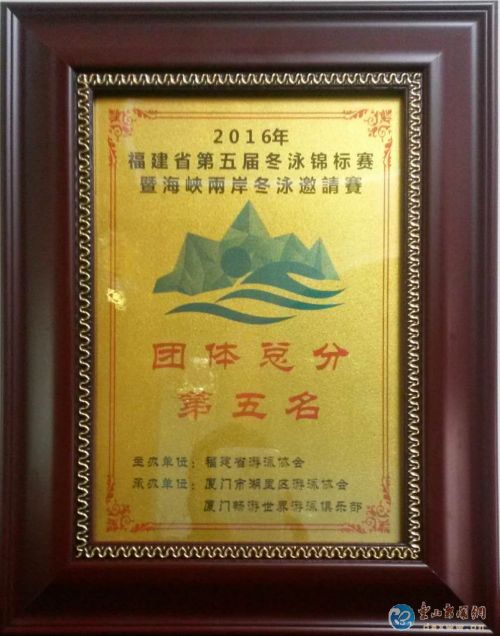 2016年
福建省第五届冬泳锦标赛
暨海峡兩岸冬泳邀請賽
团体总分
第五名
主办单位：福建省游泳协会
承办单位：厦门市湖里区游泳协会
厦门畅游世界游泳俱乐部